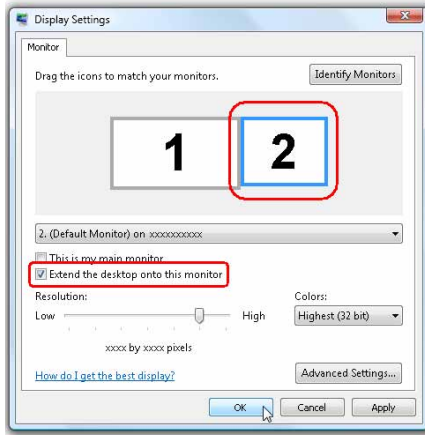 Display Settings
Monitor
Drag the icons to match your monitors.
Identify Monitors
1
2
2. (Default Monitor) on xxxxxxxxxx
This is my main monitor
Extend the desktop onto this monitor
Resolution:
Colors:
Low
High
Highest (32 bit)
xxxx by xxxx pixels
How do I get the best display?
Advanced Settings...
OK
Cancel
Apply